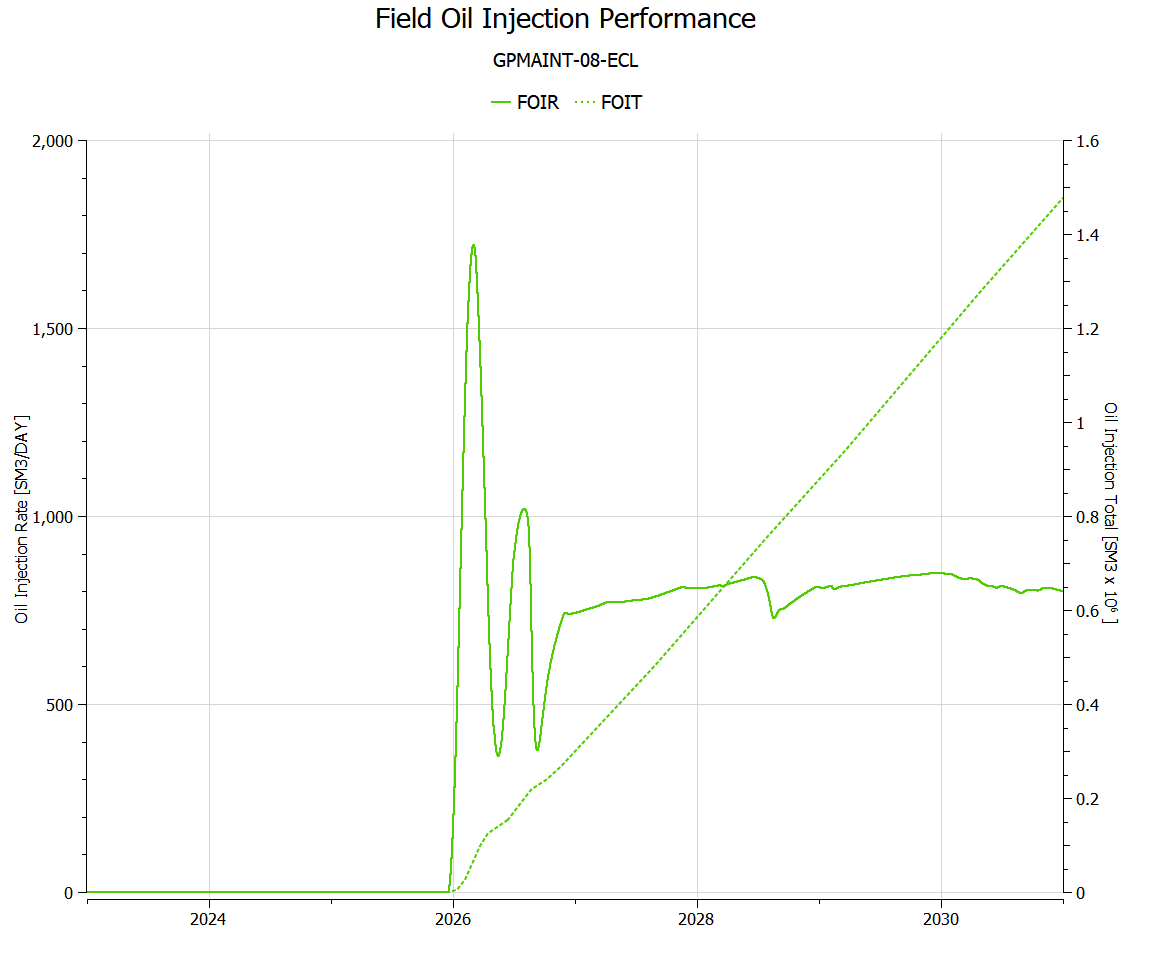 Field Oil Injection Performance
GPMAINT-08-ECL
FOIR FOIT
2,000
1,500
1,000
500
0
Oil Injection Rate [SM3/DAY]
1.6
1.4
1.2
1
0.8
0.6
0.4
0.2
0
Oil Injection Total [SM3 x 10⁶ ]
2024 2026 2028 2030